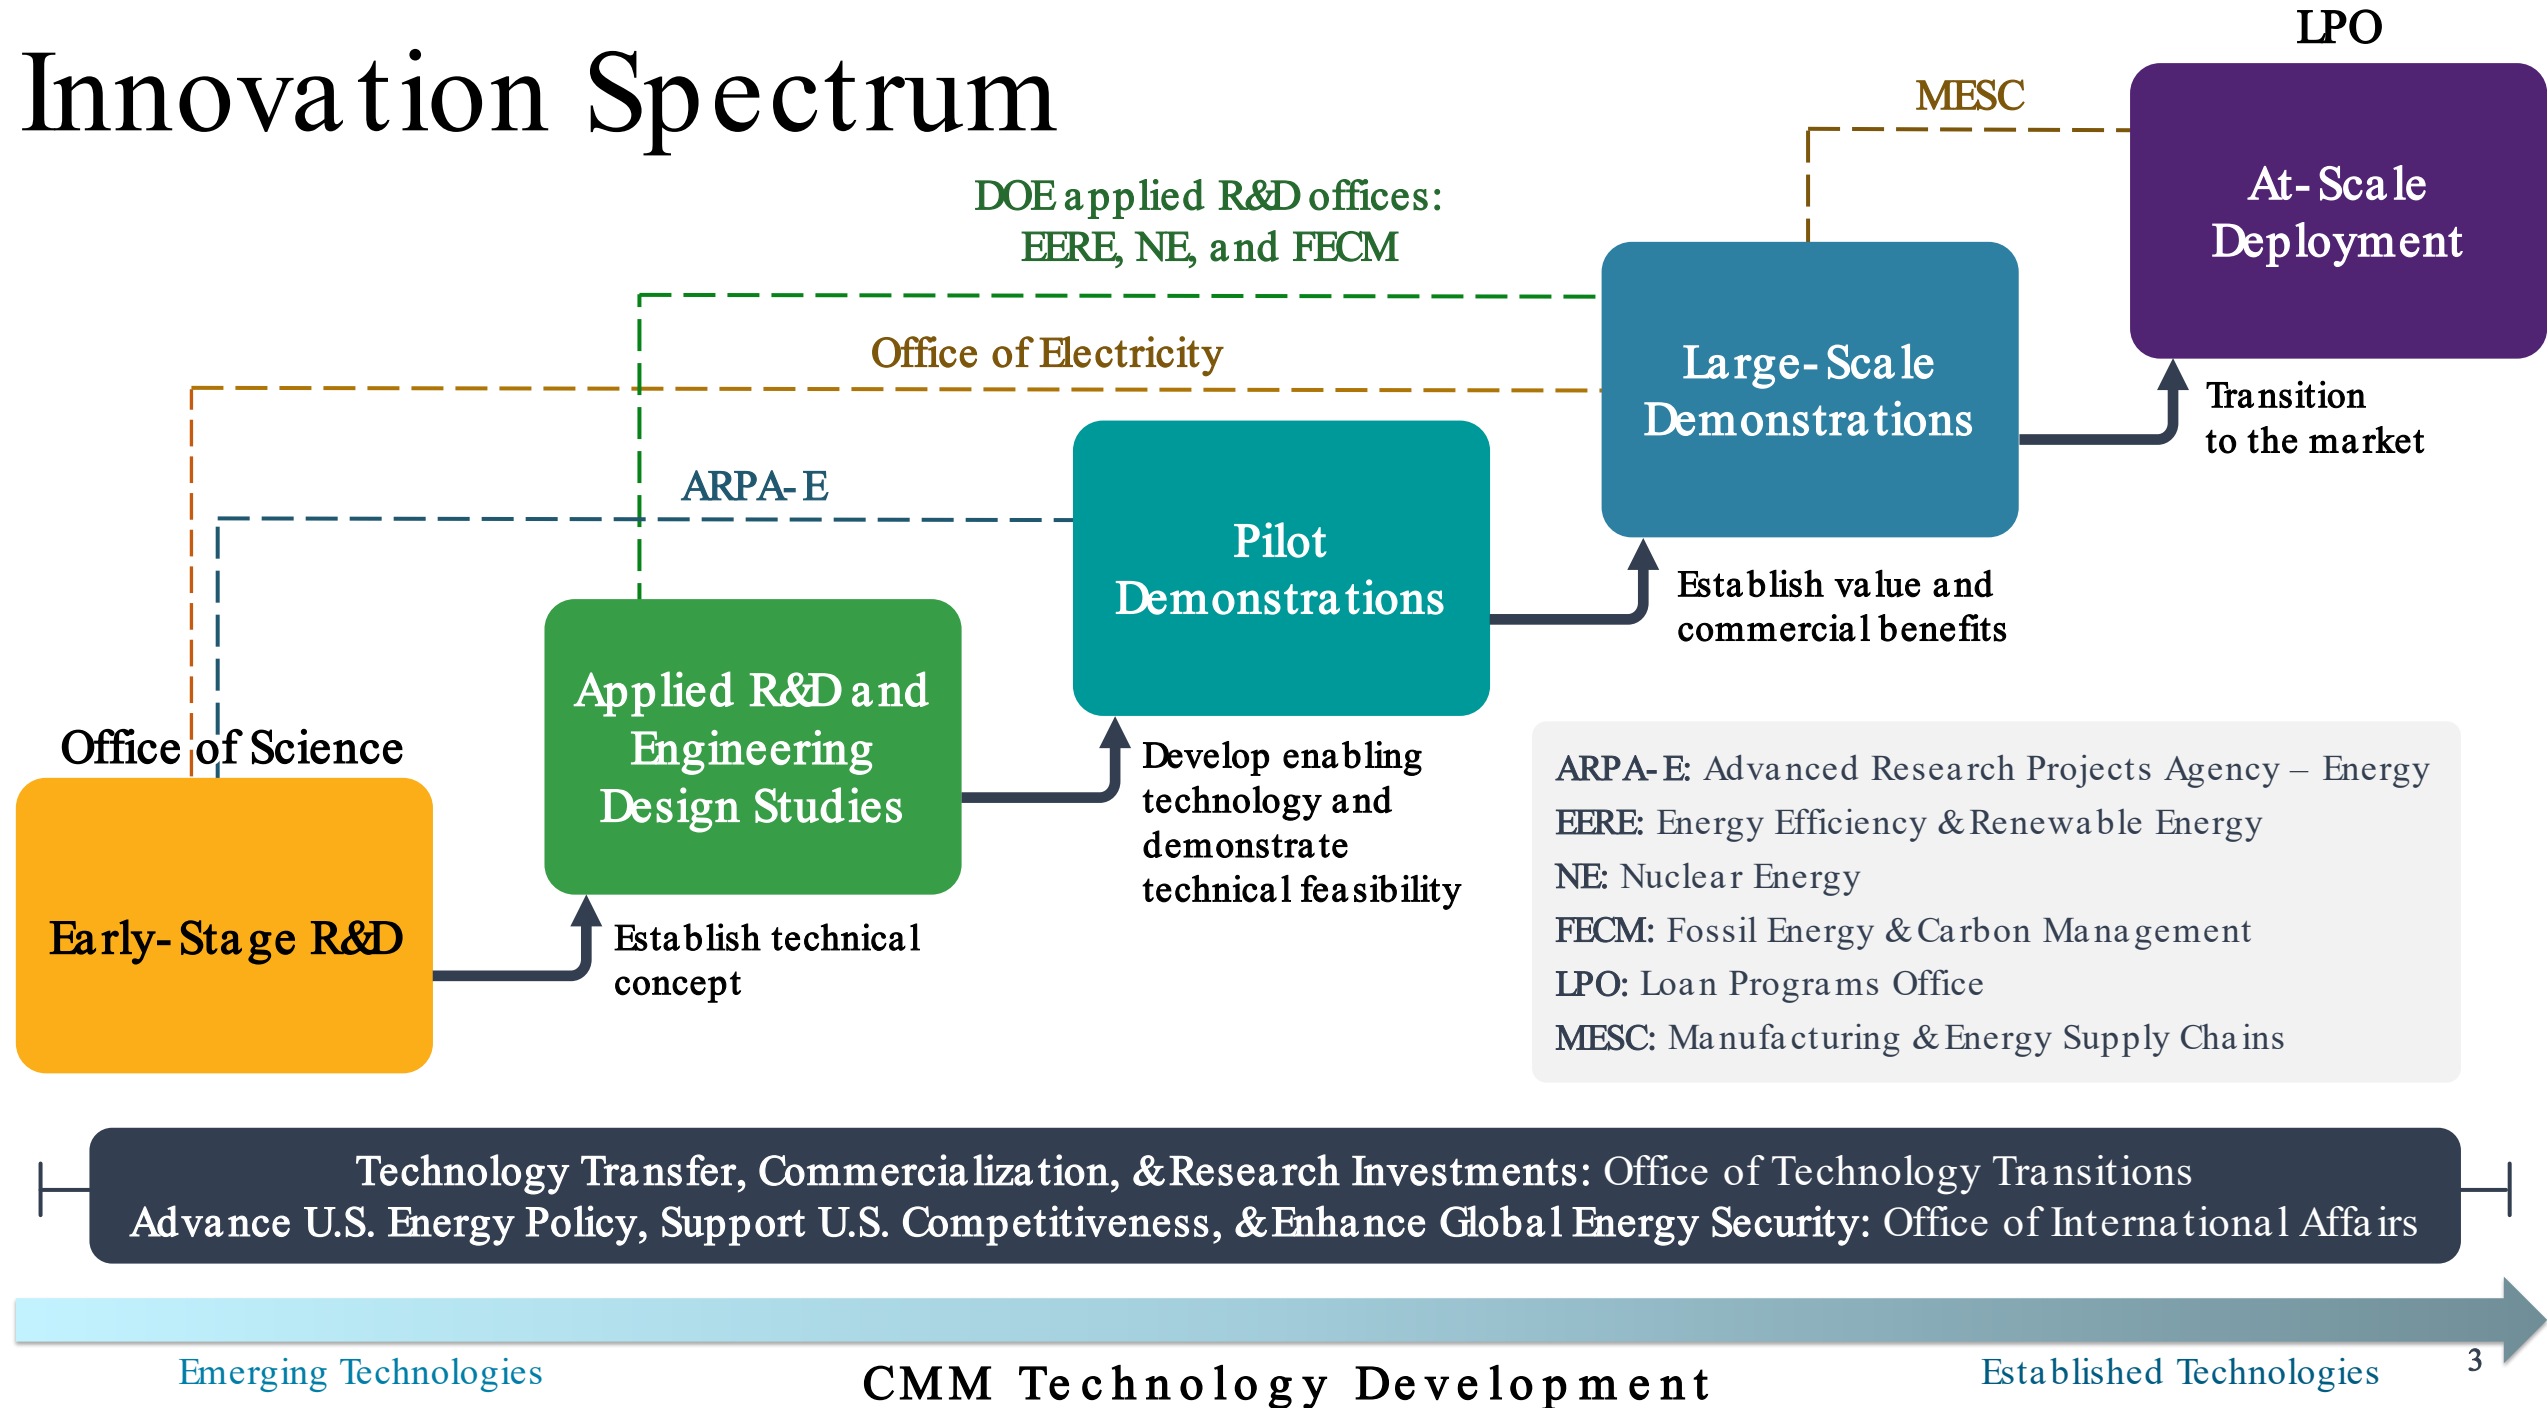 Innovation Spectrum
LPO
MESC
At-Scale
Deployment
DOE applied R&D offices:
EERE, NE, and FECM
Office of Electricity
Large-Scale
Demonstrations
Transition
to the market
ARPA-E
Pilot
Demonstrations
Establish value and
commercial benefits
Applied R&D and
Engineering
Design Studies
Develop enabling
technology and
demonstrate
technical feasibility
Office of Science
Early-Stage R&D
Establish technical
concept
ARPA-E: Advanced Research Projects Agency – Energy
EERE: Energy Efficiency & Renewable Energy
NE: Nuclear Energy
FECM: Fossil Energy & Carbon Management
LPO: Loan Programs Office
MESC: Manufacturing & Energy Supply Chains
Technology Transfer, Commercialization, & Research Investments: Office of Technology Transitions
Advance U.S. Energy Policy, Support U.S. Competitiveness, & Enhance Global Energy Security: Office of International Affairs
Emerging Technologies
CMM Technology Development
Established Technologies
3